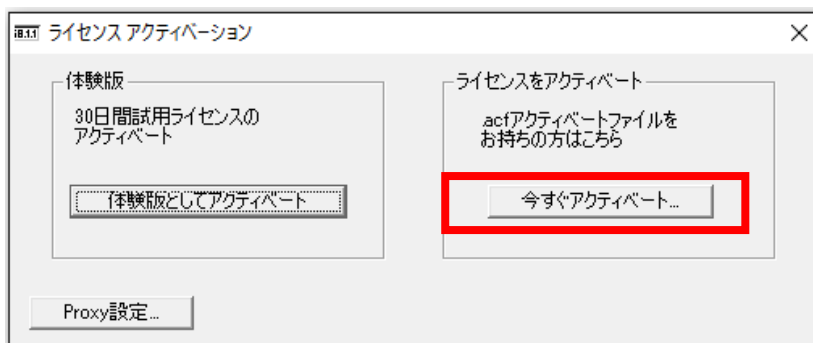 i8.1.1 ライセンス アクティベーション
体験版
30日間試用ライセンスの
アクティベート
体験版としてアクティベート
ライセンスをアクティベート
.acfアクティベートファイルを
お持ちの方はこちら
今すぐアクティベート...
Proxy設定...